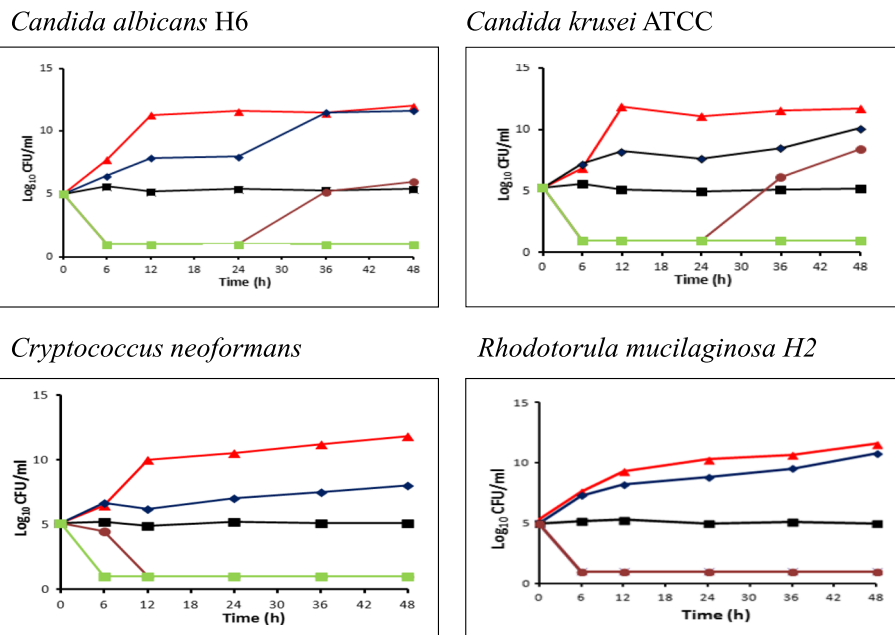 Candida albicans H6
15
10
5
0
Log10 CFU/ml
0 6 12 18 24 30 36 42 48
Time (h)
Candida krusei ATCC
15
10
5
0
Log10 CFU/ml
0 6 12 18 24 30 36 42 48
Time (h)
Cryptococcus neoformans
15
10
5
0
Log10 CFU/ml
0 6 12 24 36 48
Time (h)
Rhodotorula mucilaginosa H2
15
10
5
0
Log10 CFU/ml
0 6 12 18 24 30 36 42 48
Time (h)